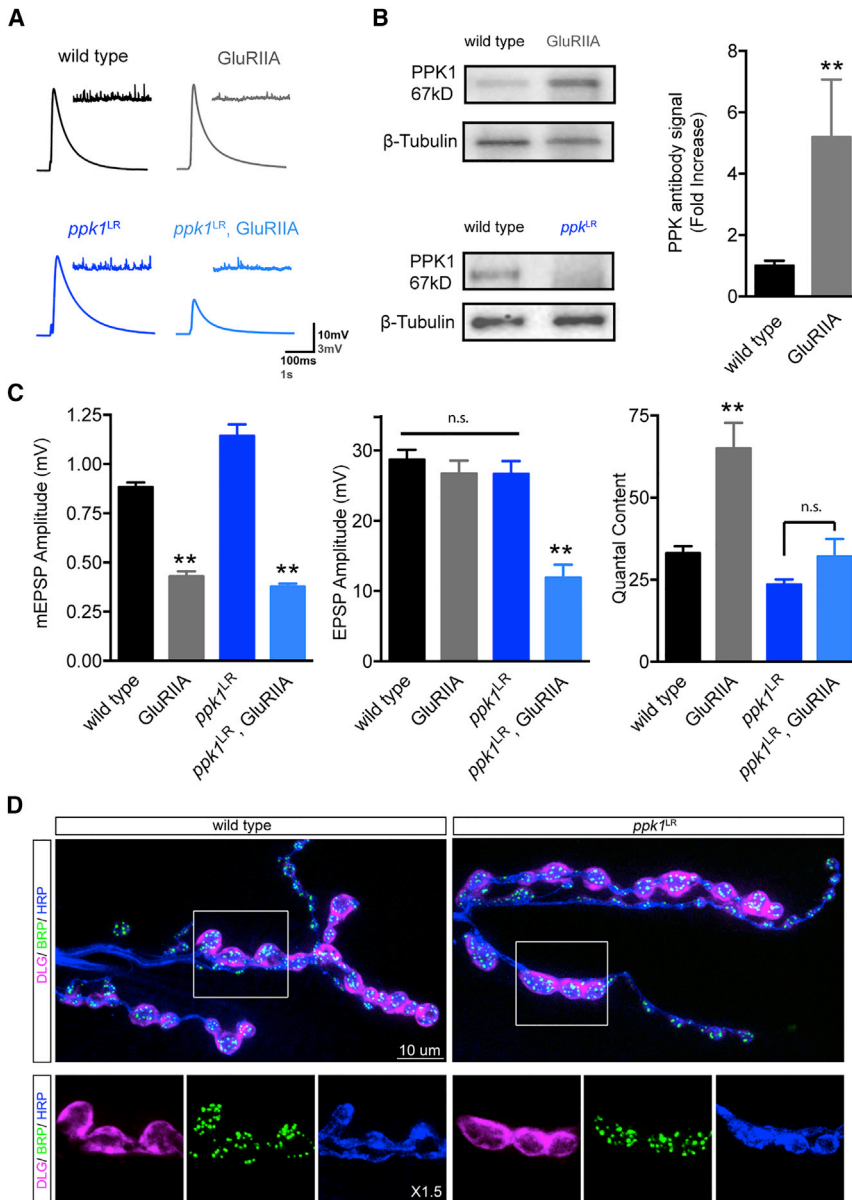 A
wild type
GluRIIA
ppk1LR
ppk1LR, GluRIIA
10mV
3mV
100ms
1s
B
wild type GluRIIA
PPK1
67kD
β-Tubulin
wild type ppkLR
PPK1
67kD
β-Tubulin
PPK antibody signal
(Fold Increase)
8
6
4
2
0
**
wild type
GluRIIA
C
mEPSP Amplitude (mV)
1.25
1.00
0.75
0.50
0.25
0.00
**
**
wild type
GluRIIA
ppk1LR
ppk1LR, GluRIIA
EPSP Amplitude (mV)
30
20
10
0
n.s.
**
wild type
GluRIIA
ppk1LR
ppk1LR, GluRIIA
Quantal Content
75
50
25
0
**
n.s.
wild type
GluRIIA
ppk1LR
ppk1LR, GluRIIA
D
wild type
ppk1LR
DLG/ BRP/ HRP
10 um
DLG/ BRP/ HRP
X1.5